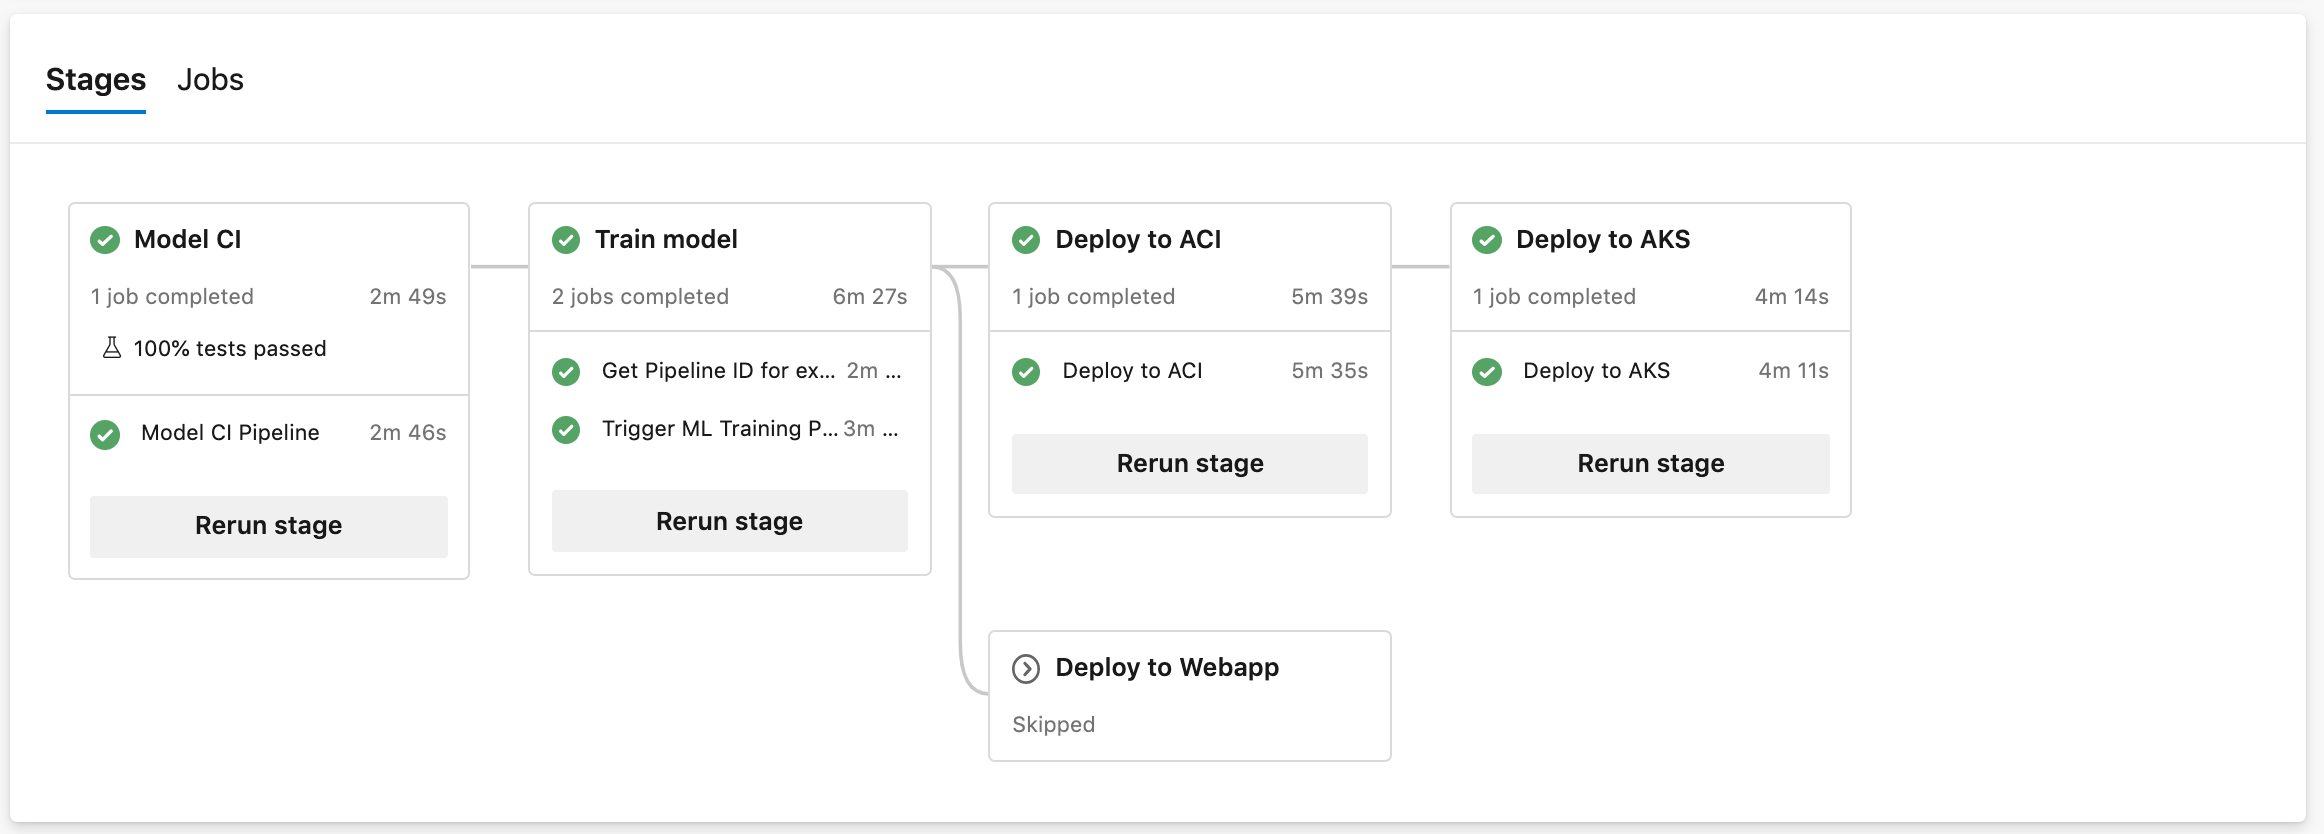 Stages Jobs
Model CI
1 job completed 2m 49s
100% tests passed
Model CI Pipeline 2m 46s
Rerun stage
Train model
2 jobs completed 6m 27s
Get Pipeline ID for ex... 2m ...
Trigger ML Training P... 3m ...
Rerun stage
Deploy to ACI
1 job completed 5m 39s
Deploy to ACI 5m 35s
Rerun stage
Deploy to AKS
1 job completed 4m 14s
Deploy to AKS 4m 11s
Rerun stage
Deploy to Webapp
Skipped